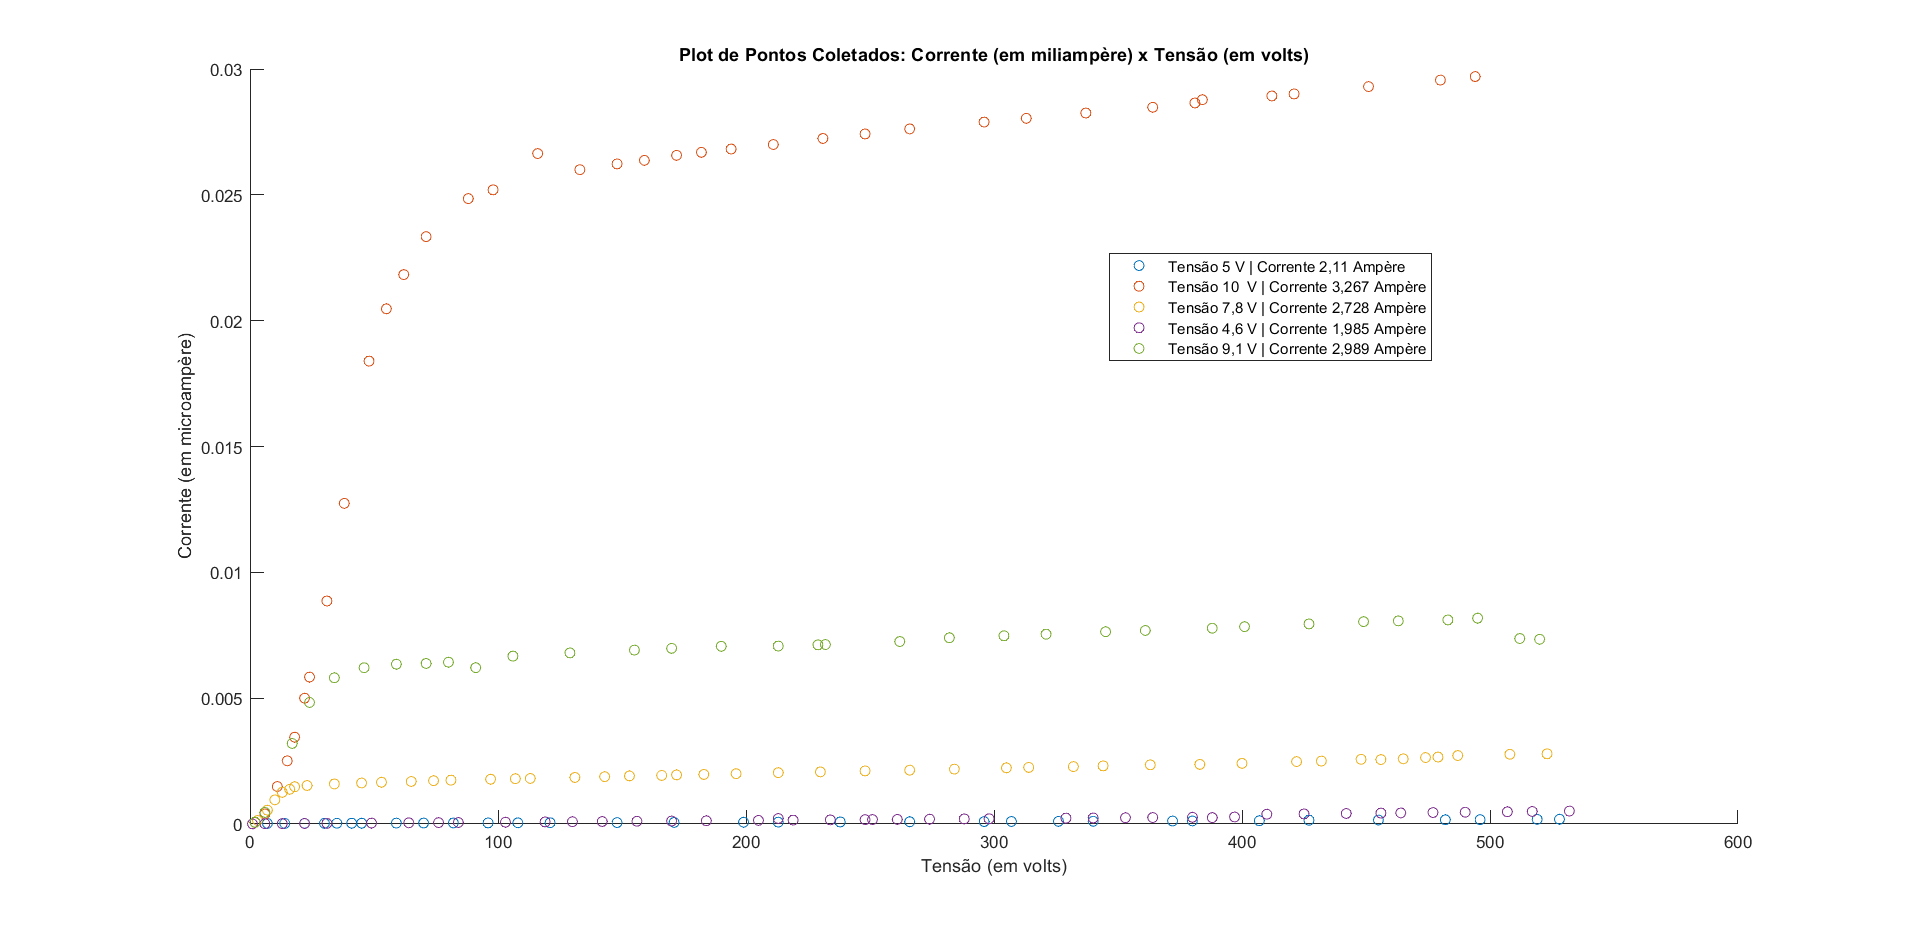 Plot de Pontos Coletados: Corrente (em miliampère) x Tensão (em volts)
0.03
0.025
0.02
0.015
0.01
0.005
0
Corrente (em microampère)
Tensão 5 V | Corrente 2,11 Ampère
Tensão 10  V | Corrente 3,267 Ampère
Tensão 7,8 V | Corrente 2,728 Ampère
Tensão 4,6 V | Corrente 1,985 Ampère
Tensão 9,1 V | Corrente 2,989 Ampère
0 100 200 300 400 500 600
Tensão (em volts)